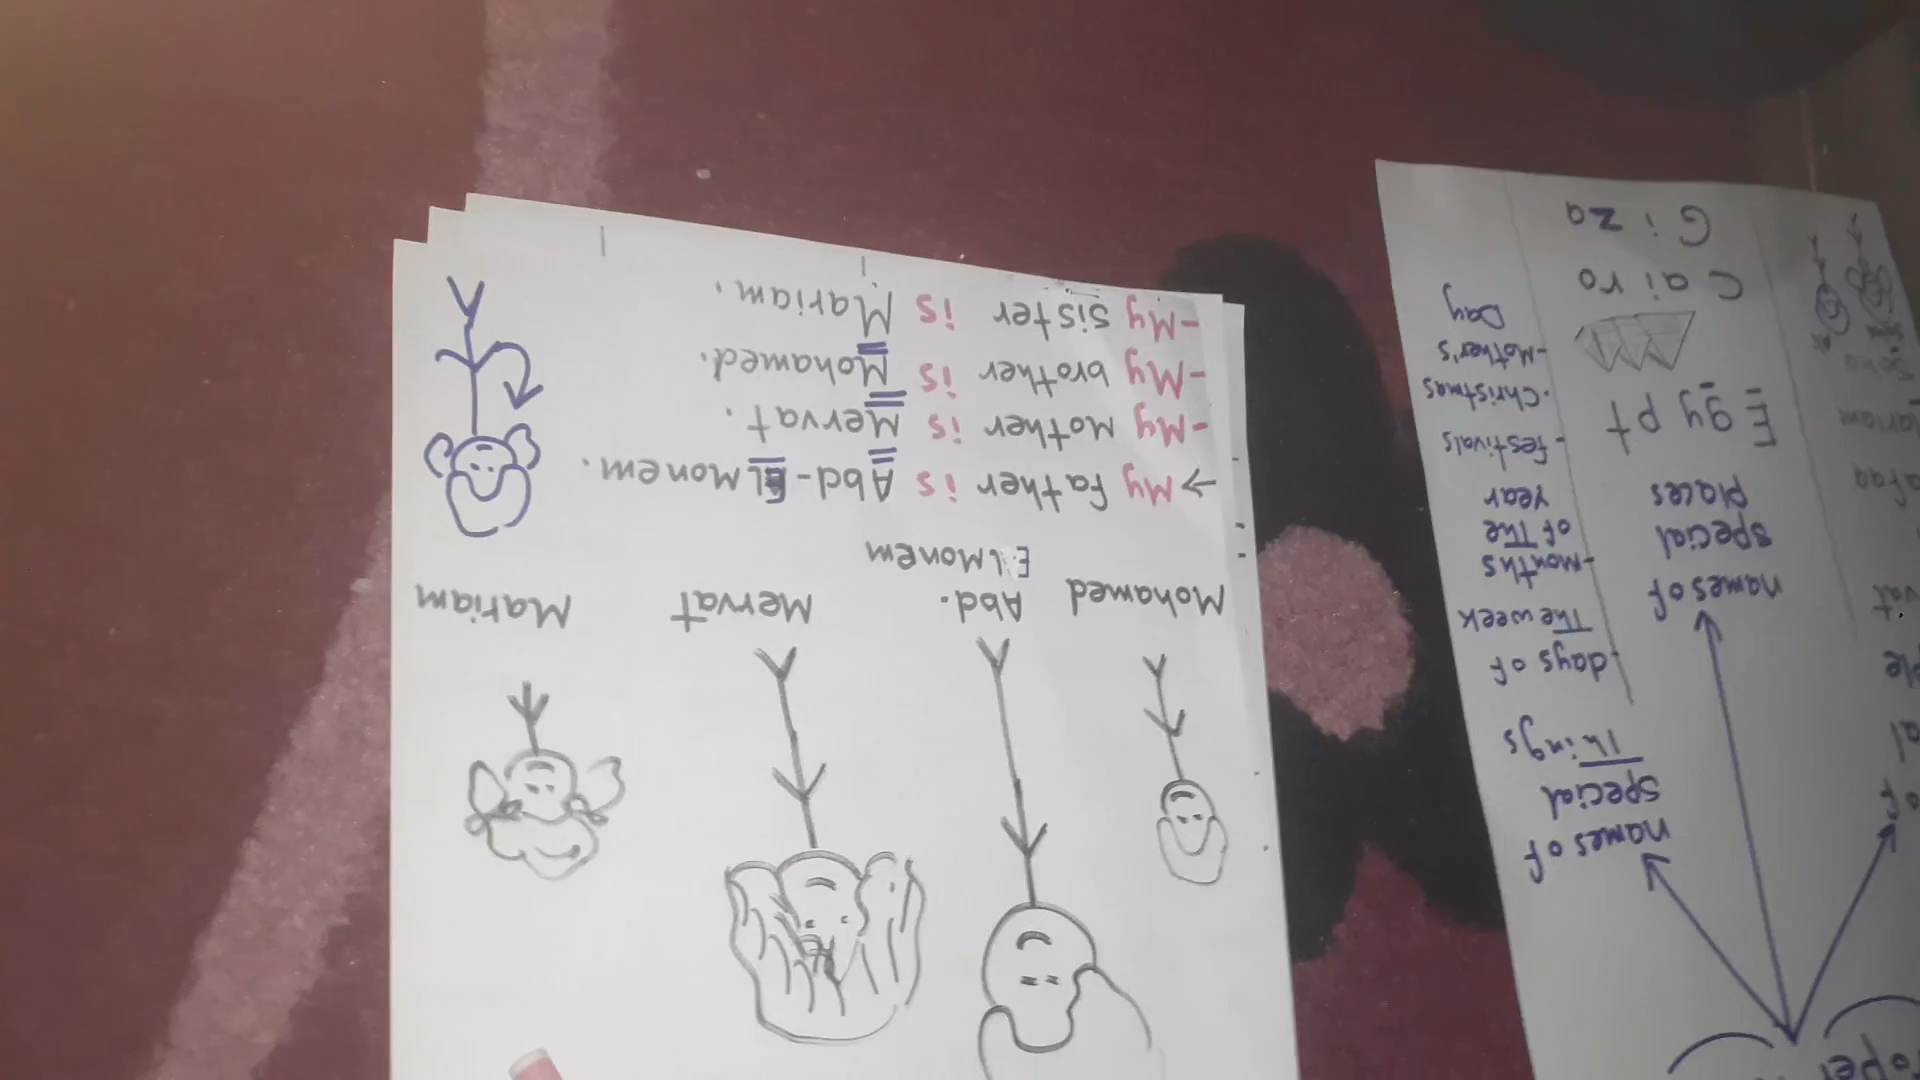 Mohamed Abd. Mervat Mariam
El Monem
→ My father is Abd-El Monem.
-My Mother is Mervat.
-My brother is Mohamed.
-My sister is Mariam.
names of
special
Things
- days of
The week
- Months
of The
year
- festivals
- Christmas
- Mother's
Day
names of
special
places
Egypt
Cairo
Giza